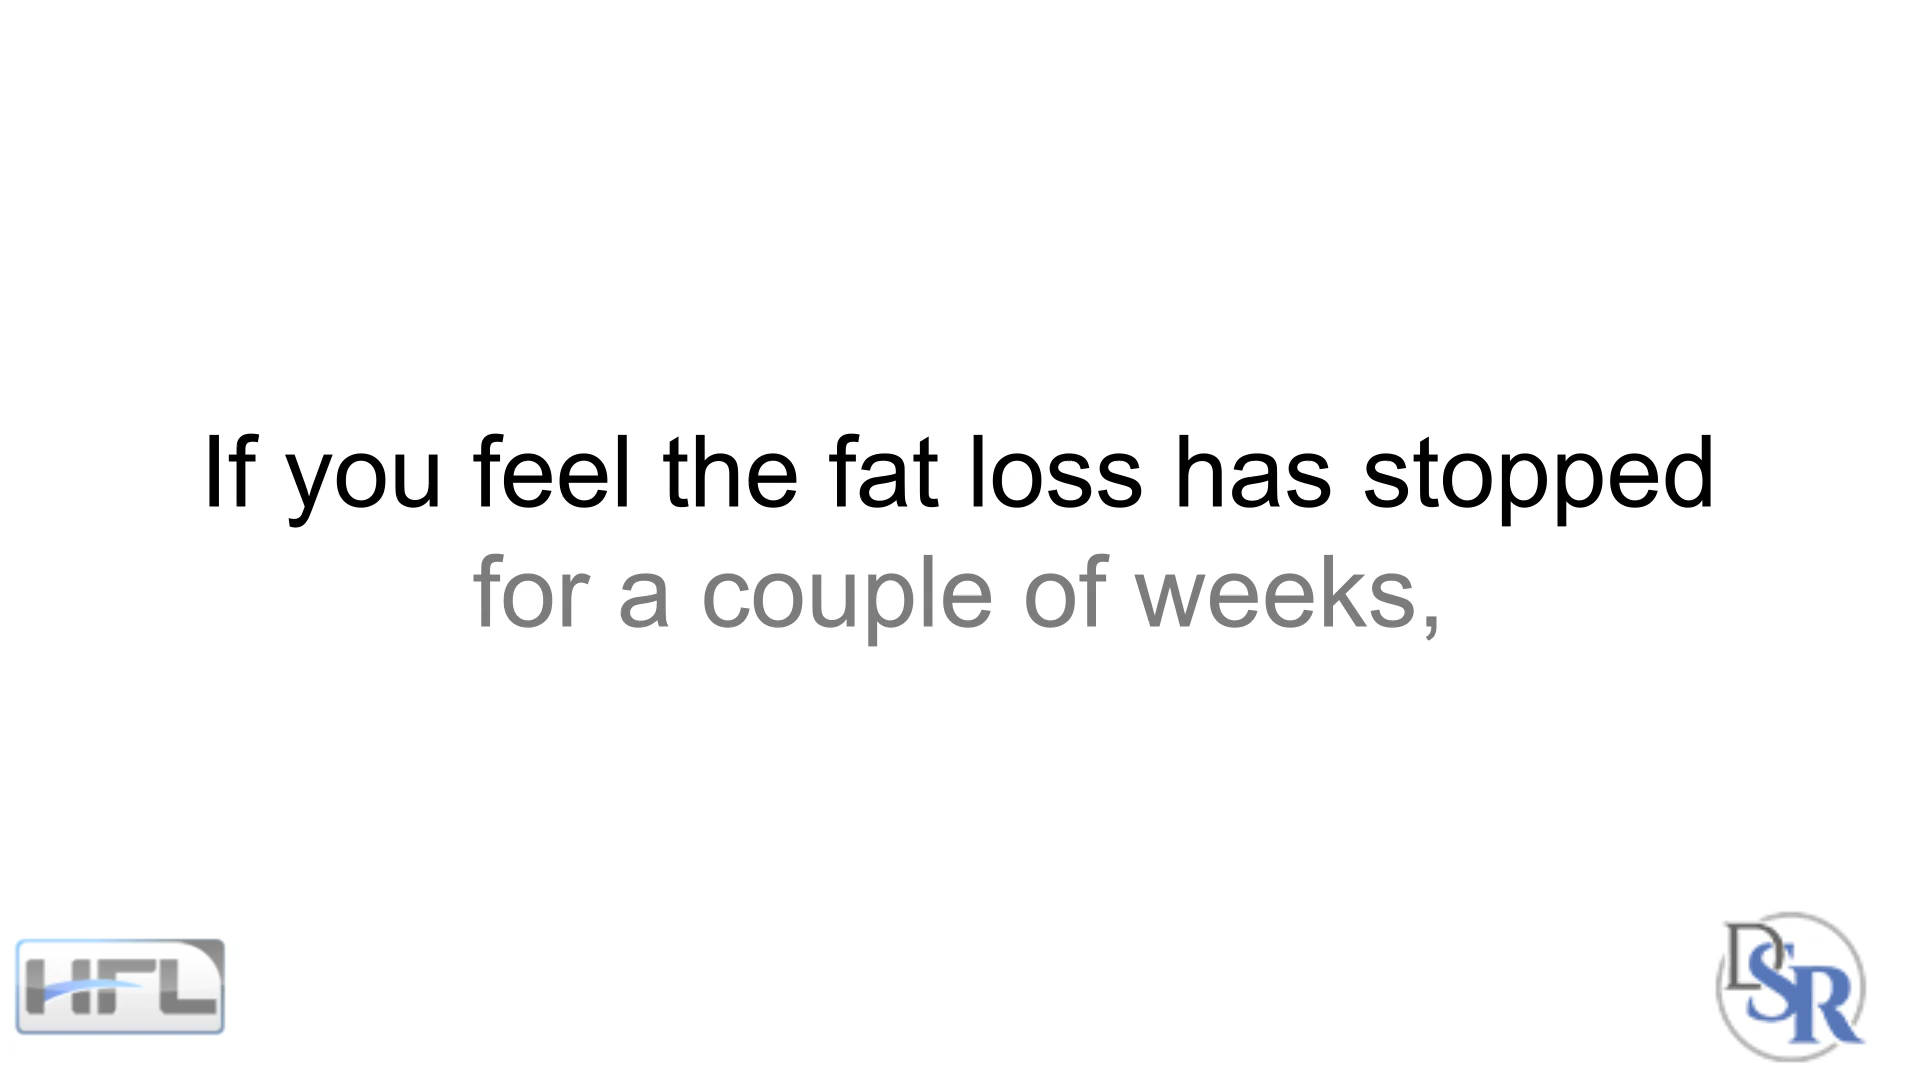 If you feel the fat loss has stopped
for a couple of weeks,
HFL
DSR